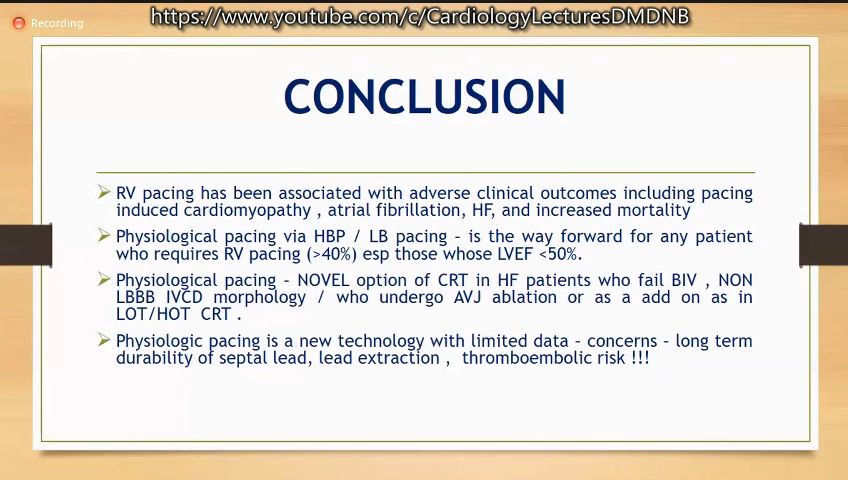 https://www.youtube.com/c/CardiologyLecturesDMDNB
Recording
CONCLUSION
RV pacing has been associated with adverse clinical outcomes including pacing
induced cardiomyopathy , atrial fibrillation, HF, and increased mortality
Physiological pacing via HBP / LB pacing – is the way forward for any patient
who requires RV pacing (>40%) esp those whose LVEF <50%.
Physiological pacing – NOVEL option of CRT in HF patients who fail BIV , NON
LBBB IVCD morphology / who undergo AVJ ablation or as a add on as in
LOT/HOT CRT .
Physiologic pacing is a new technology with limited data – concerns – long term
durability of septal lead, lead extraction , thromboembolic risk !!!